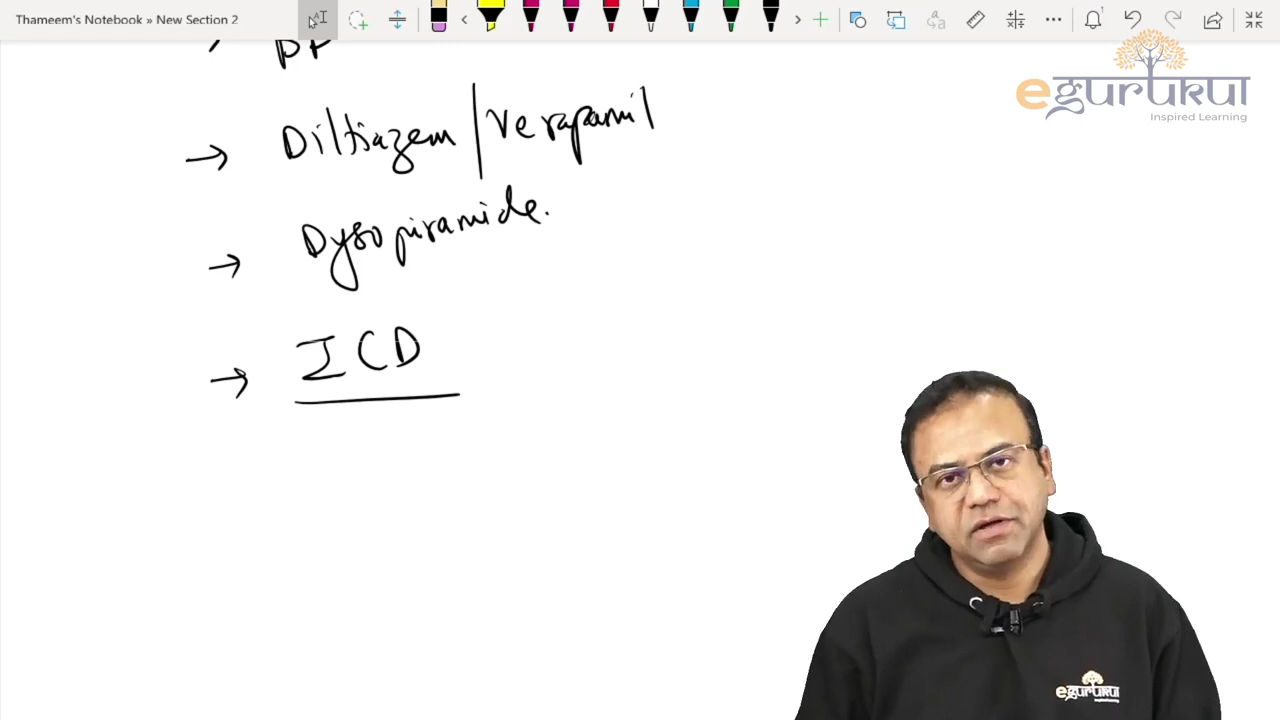 Thameem's Notebook » New Section 2
egurukul
Inspired Learning
→ Diltiazem / Verapamil
→ Dysopiramide.
→ ICD
egurukul